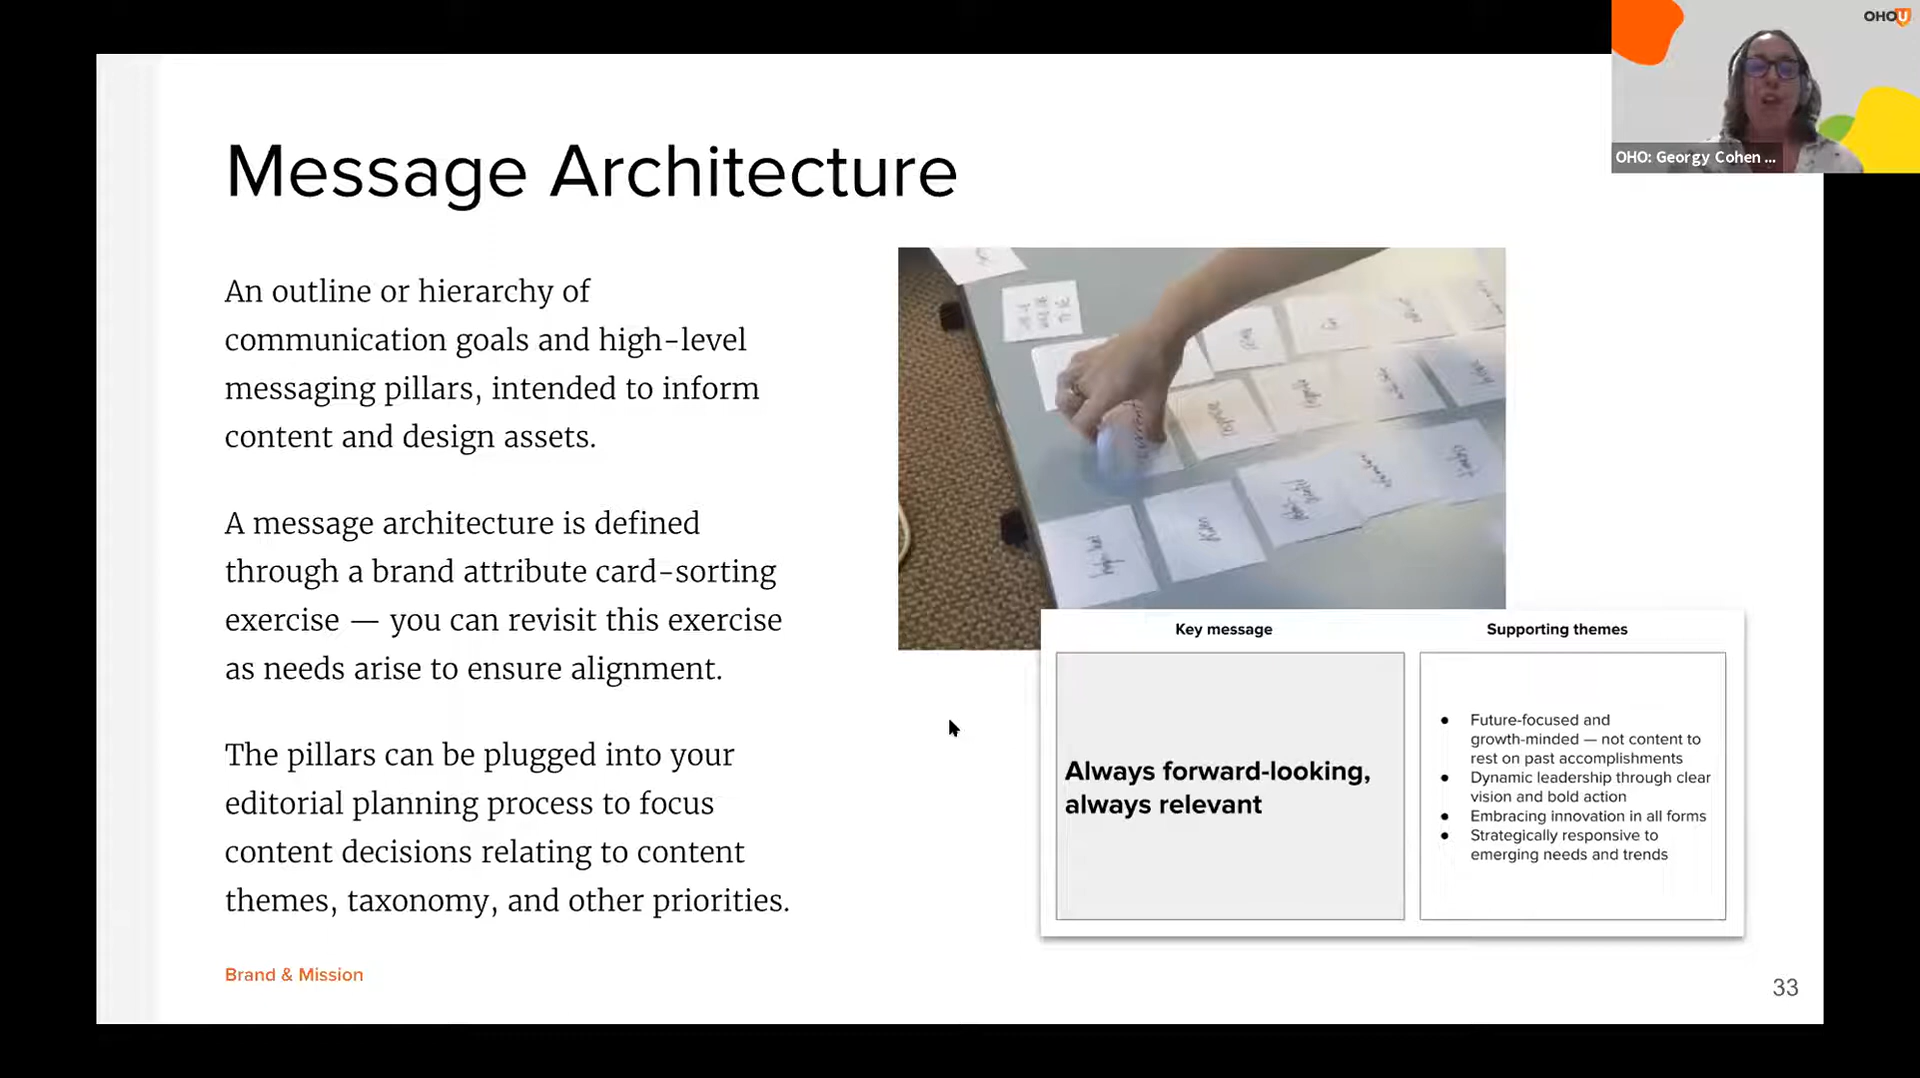 OHOU
OHO: Georgy Cohen ...
Message Architecture
An outline or hierarchy of
communication goals and high-level
messaging pillars, intended to inform
content and design assets.
A message architecture is defined
through a brand attribute card-sorting
exercise — you can revisit this exercise
as needs arise to ensure alignment.
The pillars can be plugged into your
editorial planning process to focus
content decisions relating to content
themes, taxonomy, and other priorities.
Key message
Always forward-looking,
always relevant
Supporting themes
● Future-focused and
growth-minded — not content to
rest on past accomplishments
● Dynamic leadership through clear
vision and bold action
● Embracing innovation in all forms
● Strategically responsive to
emerging needs and trends
Brand & Mission
33